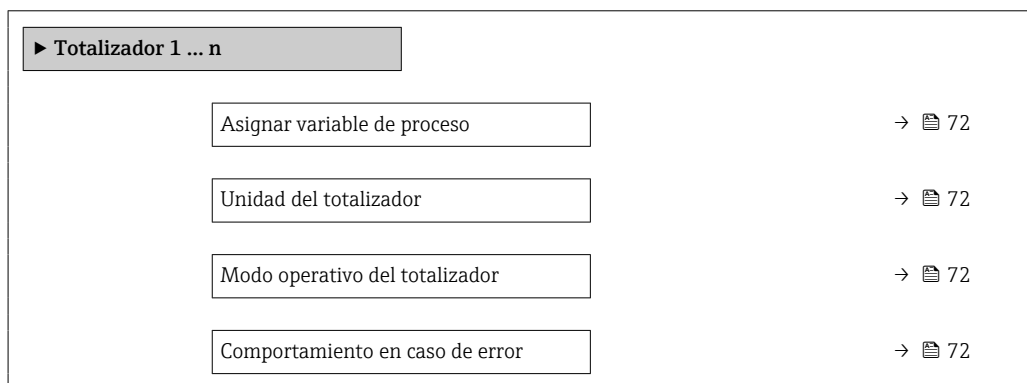 ▶ Totalizador 1 ... n
Asignar variable de proceso → 72
Unidad del totalizador → 72
Modo operativo del totalizador → 72
Comportamiento en caso de error → 72